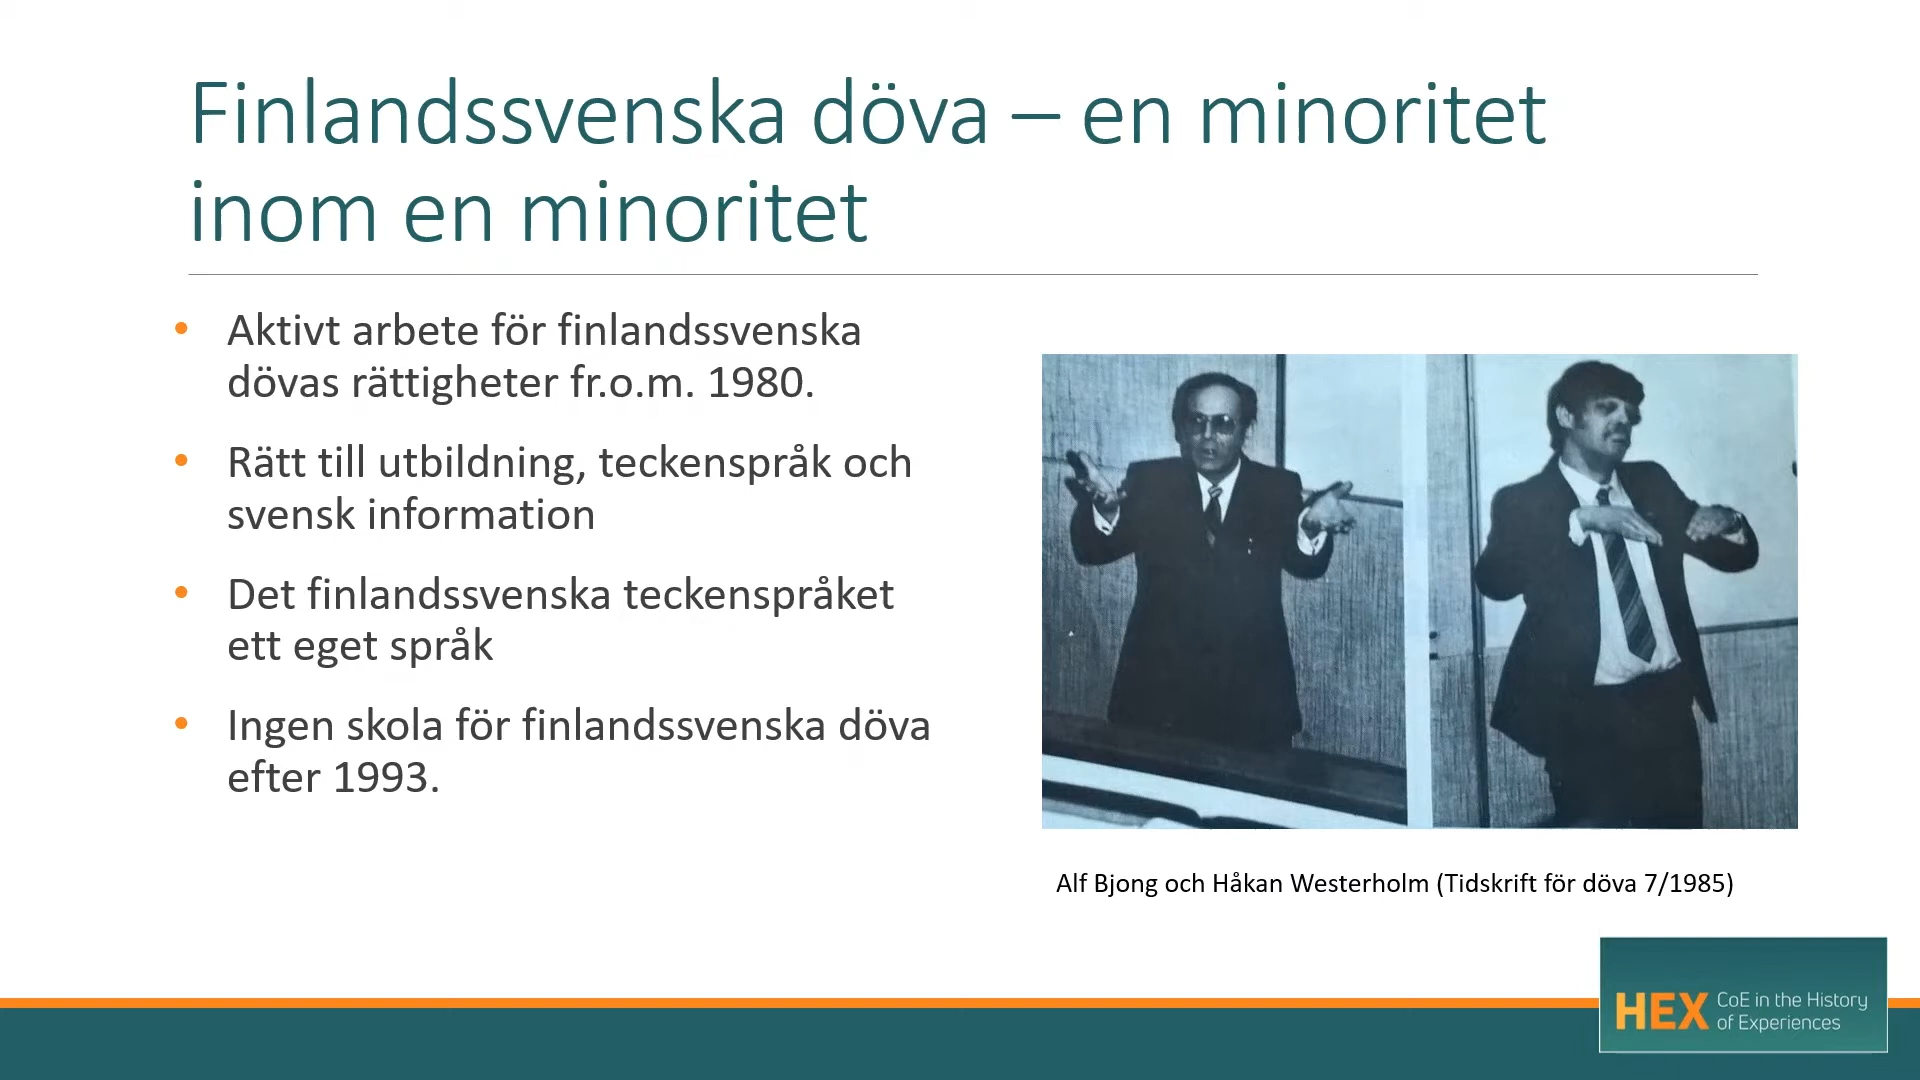 Finlandssvenska döva – en minoritet
inom en minoritet
• Aktivt arbete för finlandssvenska
dövas rättigheter fr.o.m. 1980.
• Rätt till utbildning, teckenspråk och
svensk information
• Det finlandssvenska teckenspråket
ett eget språk
• Ingen skola för finlandssvenska döva
efter 1993.
Alf Bjong och Håkan Westerholm (Tidskrift för döva 7/1985)
HEX CoE in the History
of Experiences